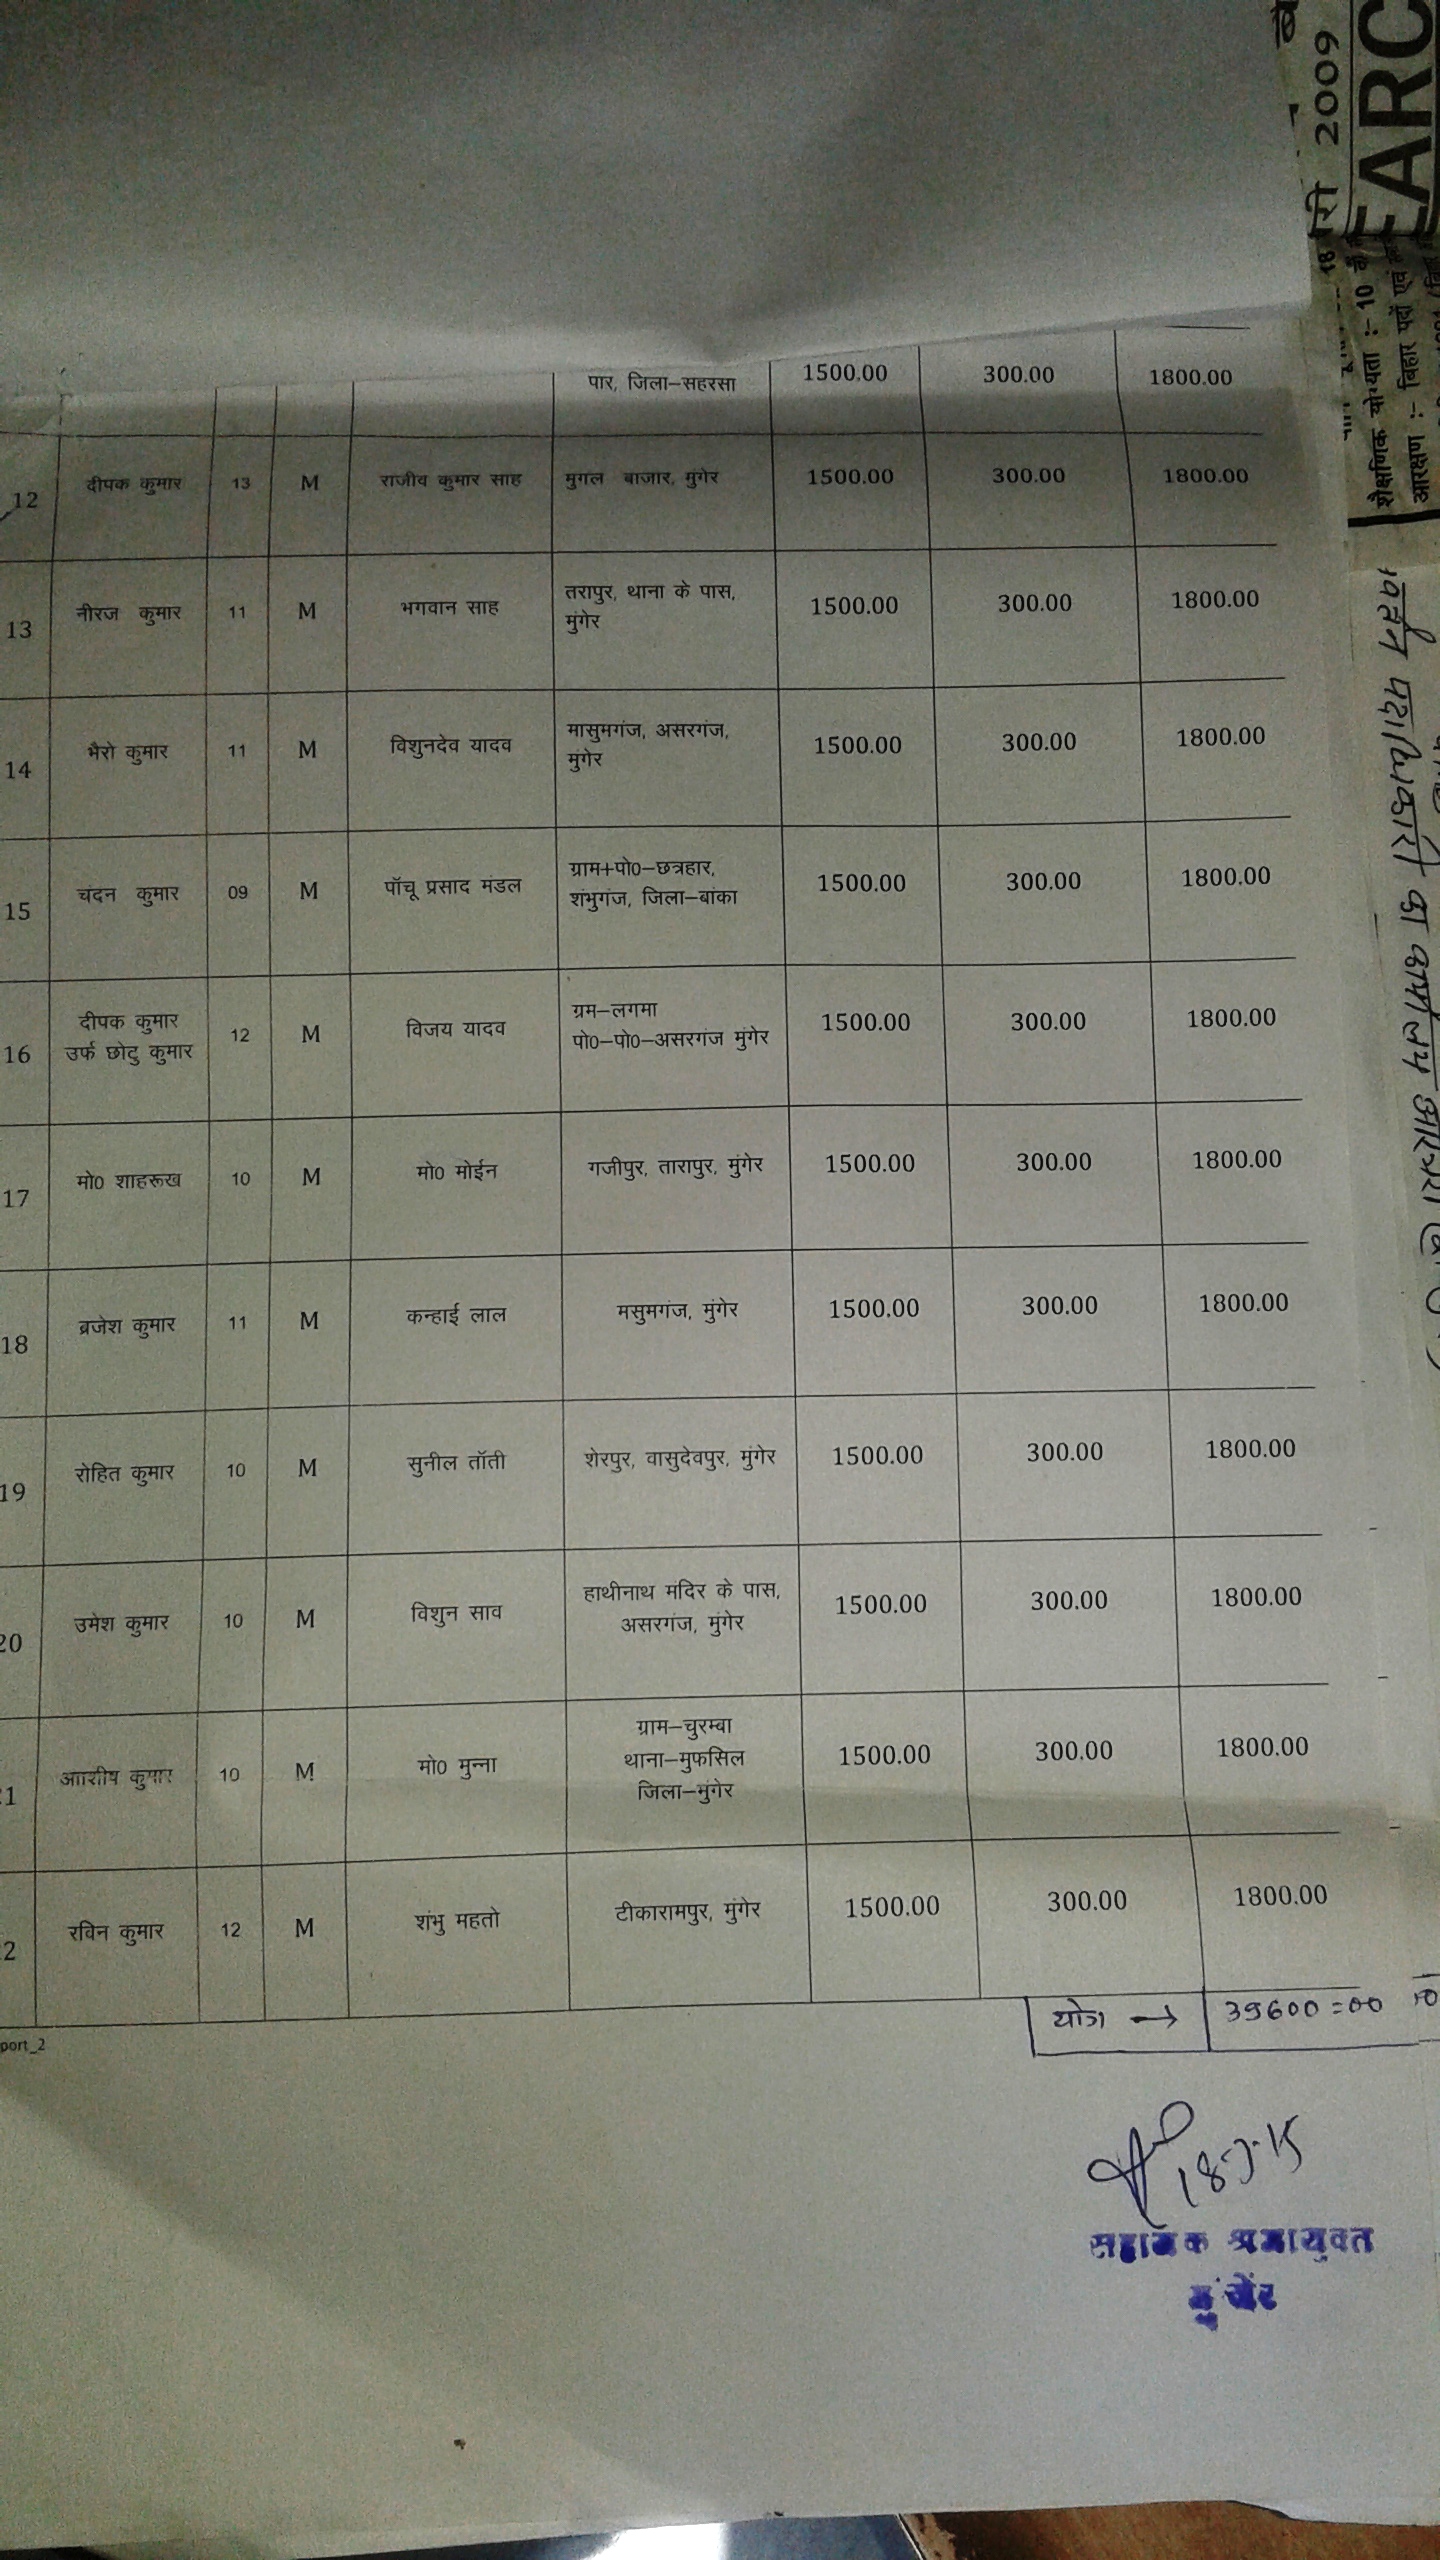 पार, जिला–सहरसा 1500.00 300.00 1800.00
12 दीपक कुमार 13 M राजीव कुमार साह मुगल बाजार, मुंगेर 1500.00 300.00 1800.00
13 नीरज कुमार 11 M भगवान साह तरापुर, थाना के पास, 1500.00 300.00 1800.00
मुंगेर
14 भैरो कुमार 11 M विशुनदेव यादव मासुमगंज, असरगंज, 1500.00 300.00 1800.00
मुंगेर
15 चंदन कुमार 09 M पॉचू प्रसाद मंडल ग्राम+पो0–छत्रहार, 1500.00 300.00 1800.00
शंभुगंज, जिला–बांका
16 दीपक कुमार 12 M विजय यादव ग्रम–लगमा 1500.00 300.00 1800.00
उर्फ छोटु कुमार पो0–पो0–असरगंज मुंगेर
17 मो0 शाहरूख 10 M मो0 मोईन गजीपुर, तारापुर, मुंगेर 1500.00 300.00 1800.00
18 ब्रजेश कुमार 11 M कन्हाई लाल मसुमगंज, मुंगेर 1500.00 300.00 1800.00
19 रोहित कुमार 10 M सुनील तॉती शेरपुर, वासुदेवपुर, मुंगेर 1500.00 300.00 1800.00
20 उमेश कुमार 10 M विशुन साव हाथीनाथ मंदिर के पास, 1500.00 300.00 1800.00
असरगंज, मुंगेर
1 आशीष कुमार 10 M मो0 मुन्ना ग्राम–चुरम्बा 1500.00 300.00 1800.00
थाना–मुफसिल
जिला–मुंगेर
2 रविन कुमार 12 M शंभु महतो टीकारामपुर, मुंगेर 1500.00 300.00 1800.00
योग → 39600=00
port_2
18-7-15
सहायक श्रमायुक्त
मुंगेर
री 2009
EARC
18
शैक्षणिक योग्यता :- 10
आरक्षण :- बिहार पदों एवं
पदाधिकारी का कार्यालय